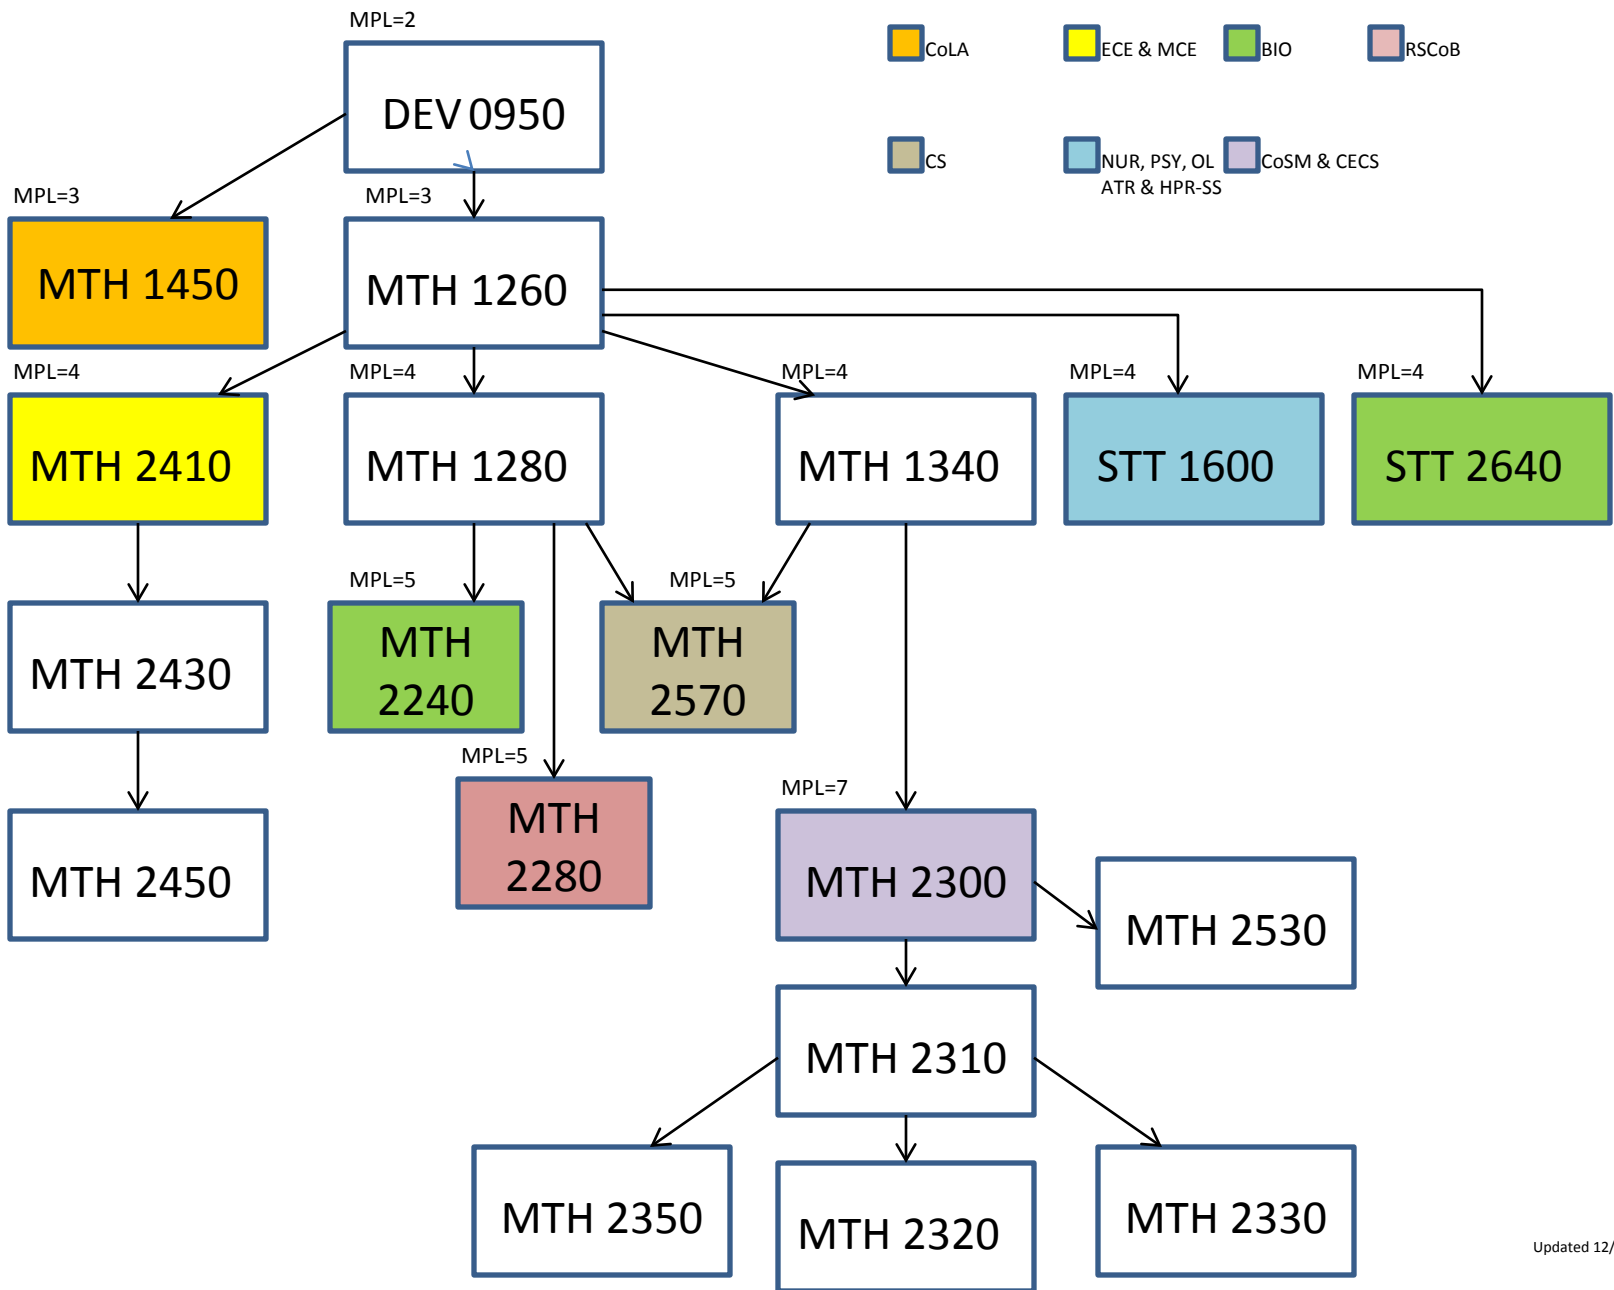 MPL=2
CoLA
ECE & MCE
BIO
RSCoB
DEV 0950
CS
NUR, PSY, OL
ATR & HPR-SS
CoSM & CECS
MPL=3
MPL=3
MTH 1450
MTH 1260
MPL=4
MPL=4
MPL=4
MPL=4
MPL=4
MTH 2410
MTH 1280
MTH 1340
STT 1600
STT 2640
MPL=5
MPL=5
MTH 2430
MTH
2240
MTH
2570
MPL=5
MPL=7
MTH 2450
MTH
2280
MTH 2300
MTH 2530
MTH 2310
MTH 2350
MTH 2320
MTH 2330
Updated 12/